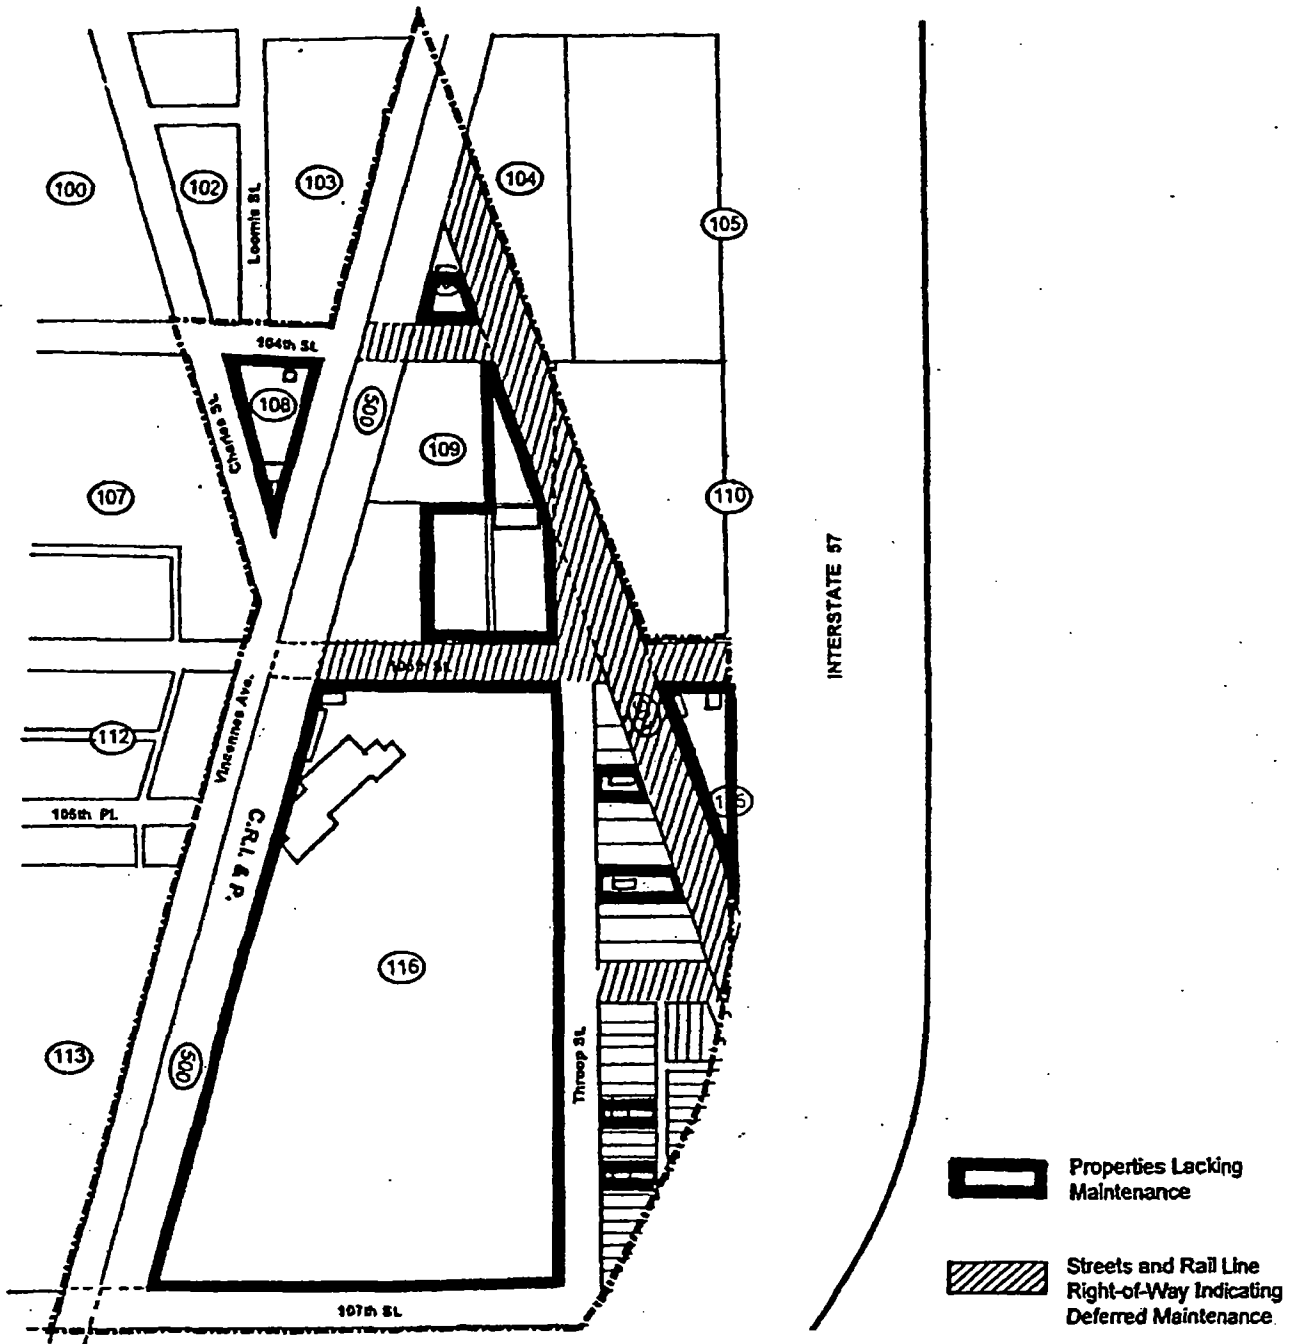 100
102
Loomis St.
103
104
105
104th St.
108
Charles St.
500
109
107
110
INTERSTATE 57
105th St.
Vincennes Ave.
112
106th Pl.
C.R.I. & P.
116
113
500
Throop St.
107th St.
Properties Lacking
Maintenance
Streets and Rail Line
Right-of-Way Indicating
Deferred Maintenance